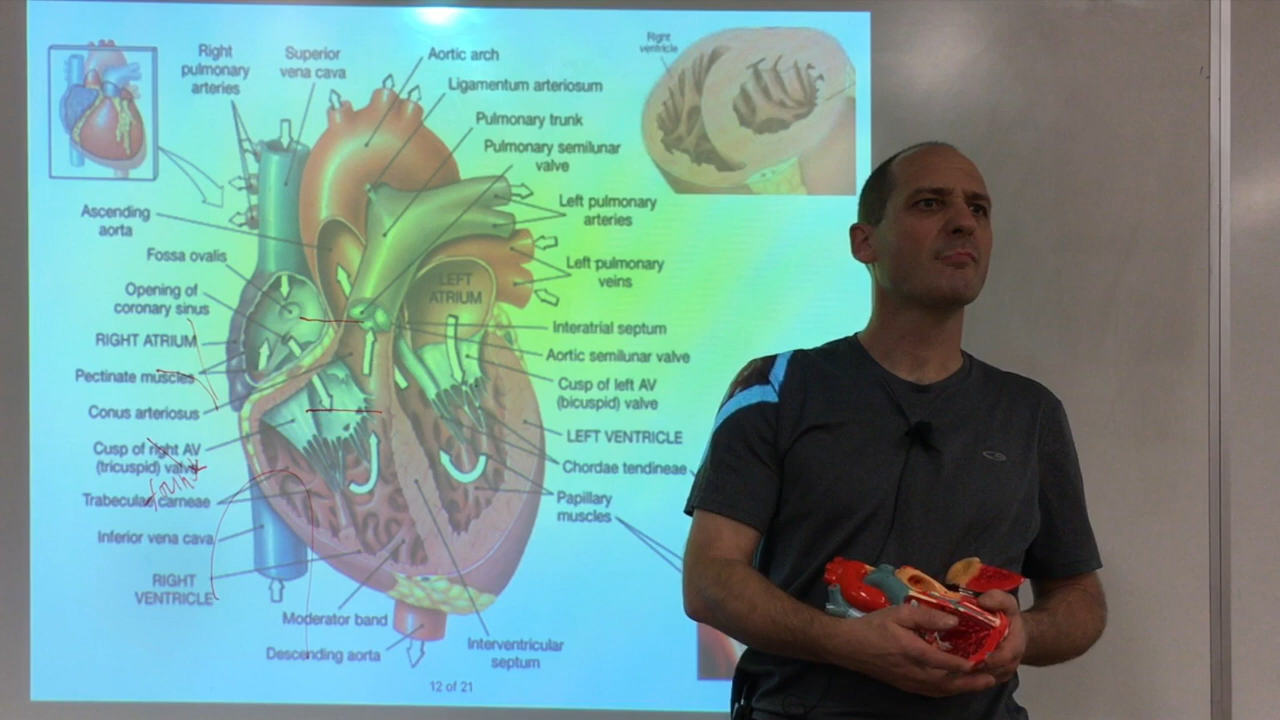 Right
pulmonary
arteries
Superior
vena cava
Aortic arch
Ligamentum arteriosum
Pulmonary trunk
Pulmonary semilunar
valve
Left pulmonary
arteries
Left pulmonary
veins
Interatrial septum
Aortic semilunar valve
Cusp of left AV
(bicuspid) valve
LEFT VENTRICLE
Chordae tendineae
Papillary
muscles
Right
ventricle
LEFT
ATRIUM
Ascending
aorta
Fossa ovalis
Opening of
coronary sinus
RIGHT ATRIUM
Pectinate muscles
Conus arteriosus
Cusp of right AV
(tricuspid) valve
Trabeculae carneae
Inferior vena cava
RIGHT
VENTRICLE
Moderator band
Descending aorta
Interventricular
septum
12 of 21